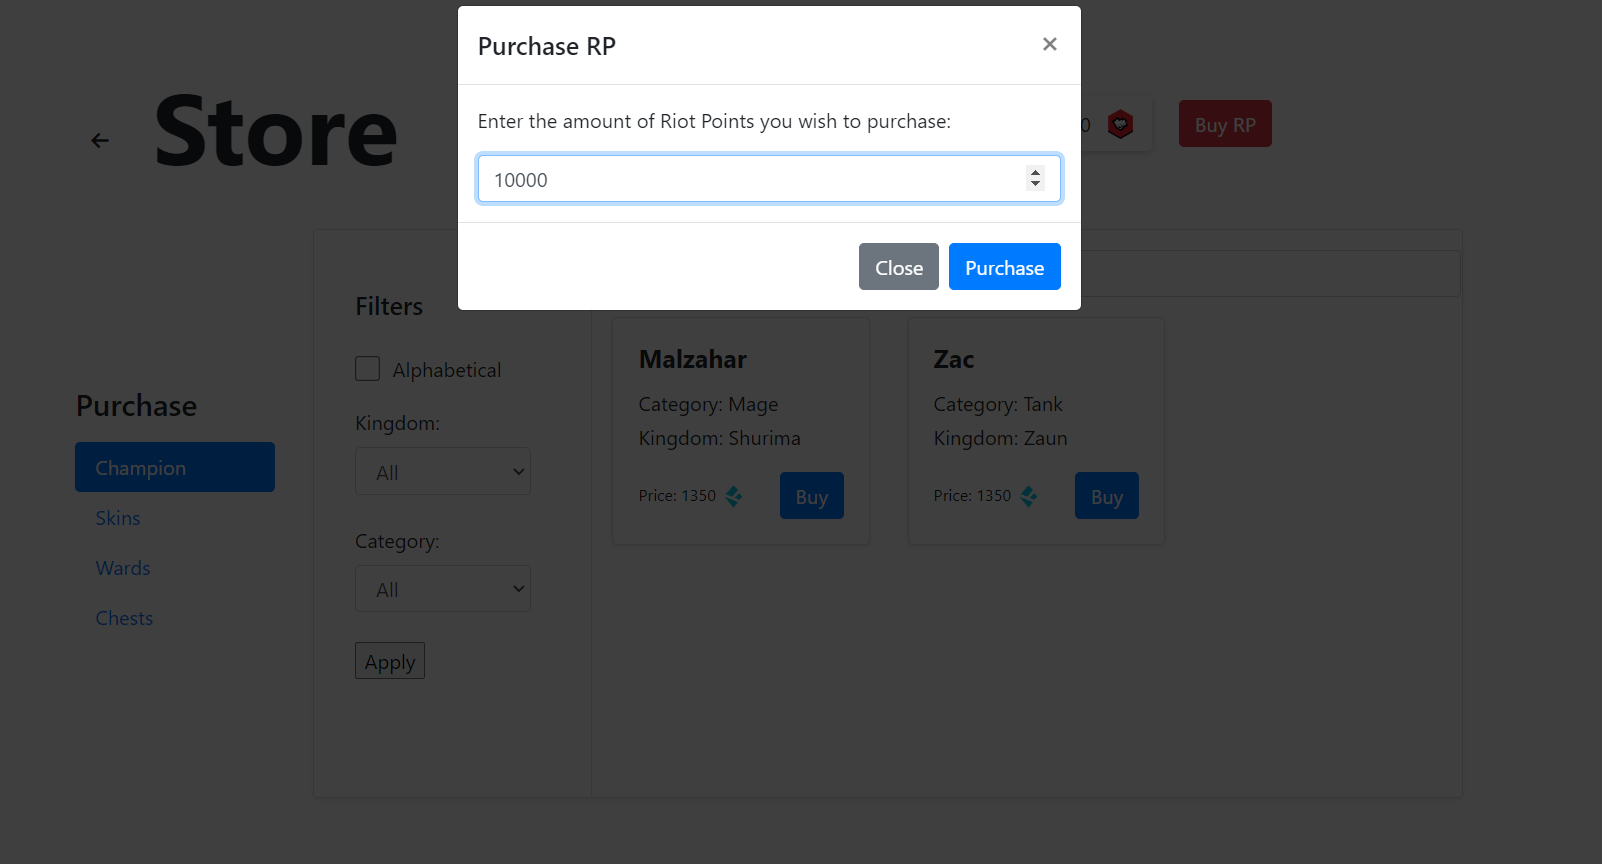 Purchase RP
×
Enter the amount of Riot Points you wish to purchase:
10000
Close
Purchase
Store
0
Buy RP
Purchase
Champion
Skins
Wards
Chests
Filters
Alphabetical
Kingdom:
All
Category:
All
Apply
Malzahar
Category: Mage
Kingdom: Shurima
Price: 1350
Buy
Zac
Category: Tank
Kingdom: Zaun
Price: 1350
Buy